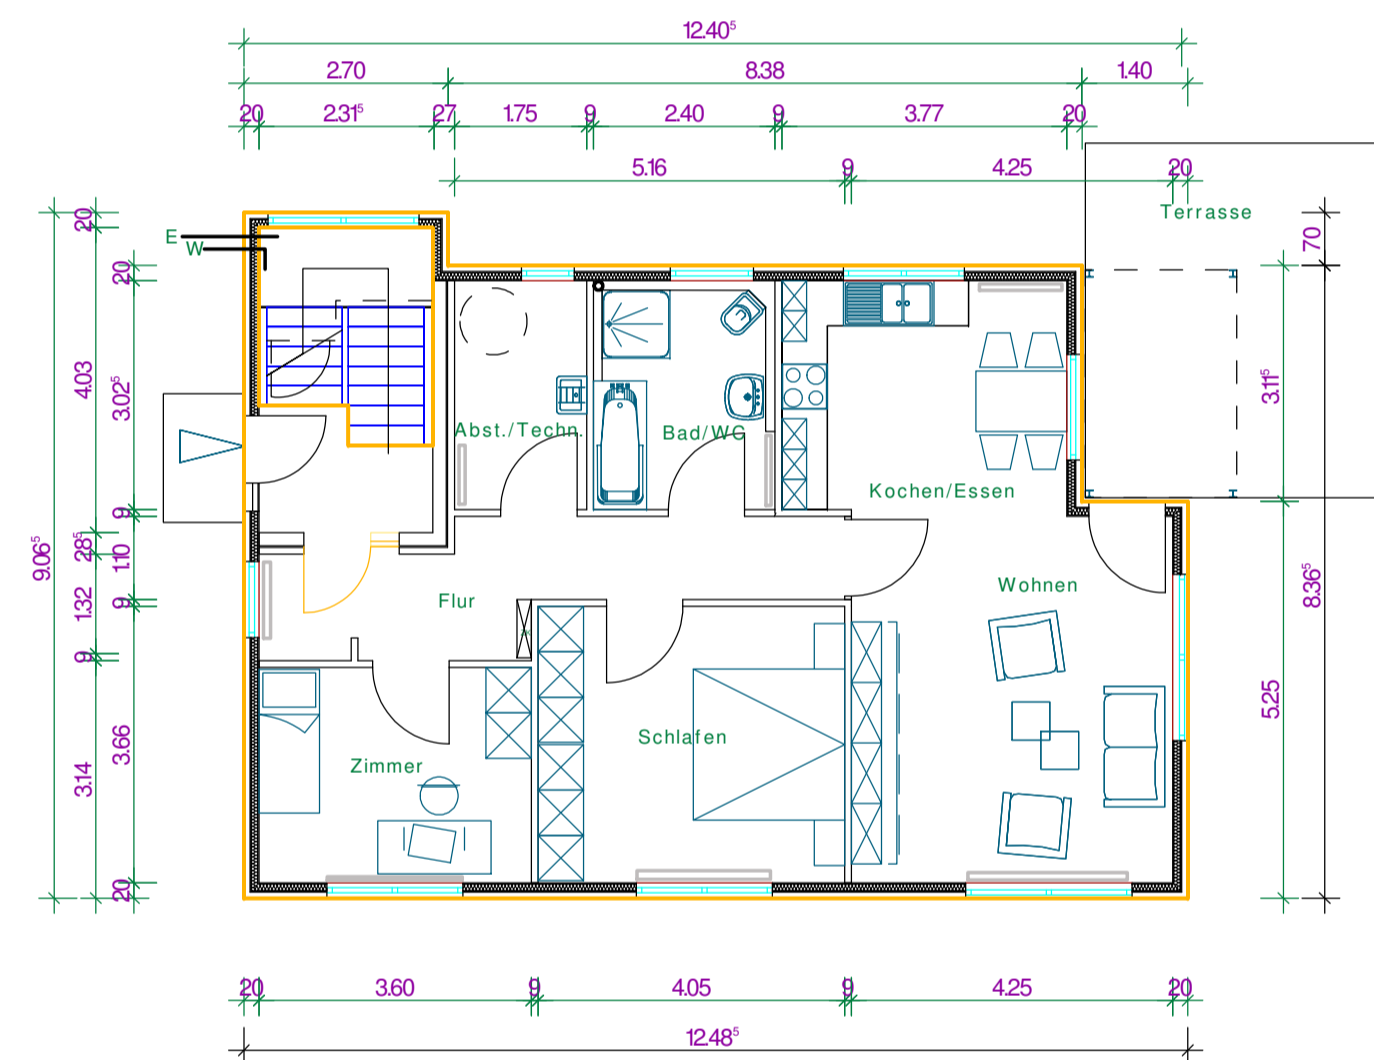 12.40⁵
2.70 8.38 1.40
20 2.31⁵ 27 1.75 9 2.40 9 3.77 20
5.16 9 4.25 20
Terrasse
E
W
20
20
70
4.03
3.02⁵
3.11⁵
Abst./Techn.
Bad/WC
Kochen/Essen
9
28⁵
1.10
9.06⁵
8.36⁵
Wohnen
Flur
1.32
9
9
5.25
Schlafen
Zimmer
3.66
3.14
20
20 3.60 9 4.05 9 4.25 20
12.48⁵